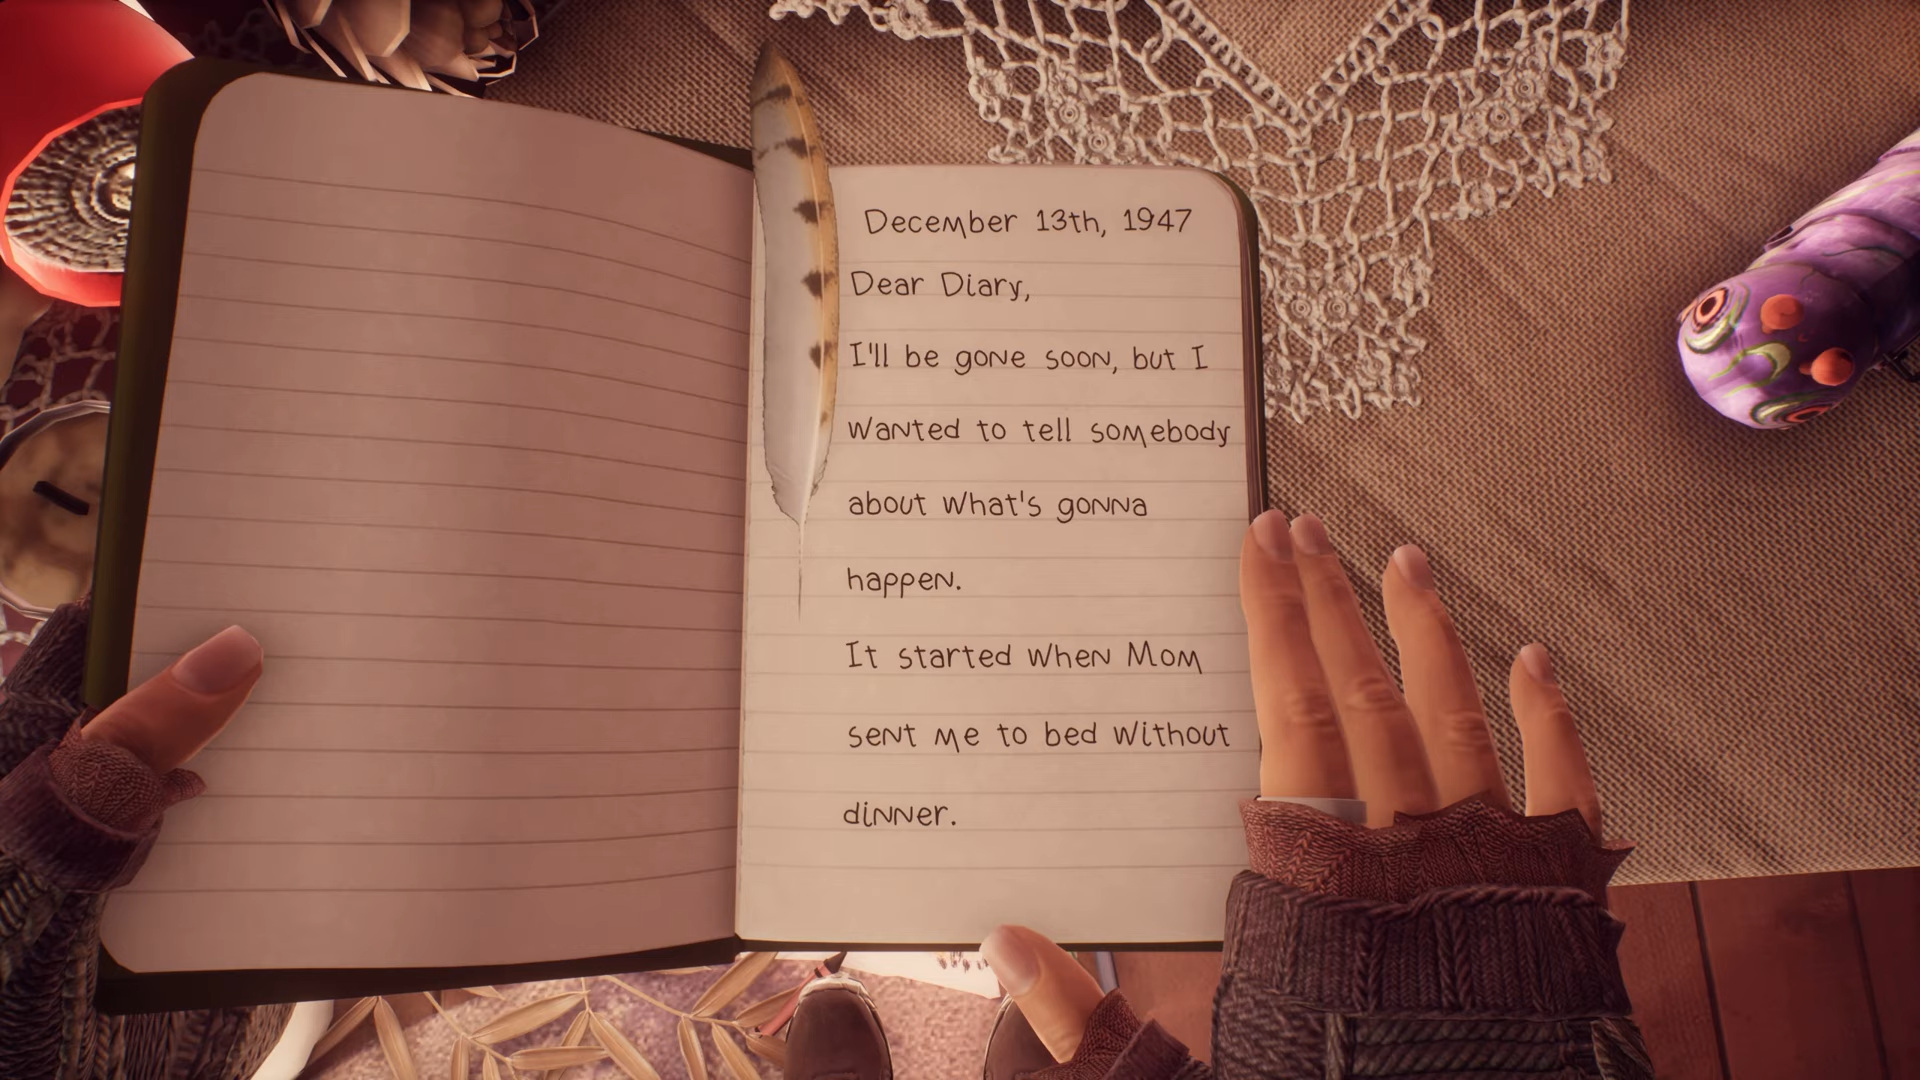 December 13th, 1947
Dear Diary,
I'll be gone soon, but I
wanted to tell somebody
about what's gonna
happen.
It started when Mom
sent me to bed without
dinner.